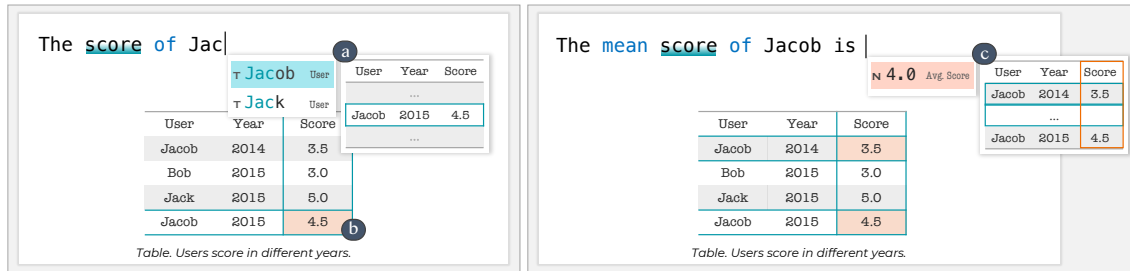 The score of Jac
a
T Jacob User
T Jack User
User Year Score
...
Jacob 2015 4.5
...
User Year Score
Jacob 2014 3.5
Bob 2015 3.0
Jack 2015 5.0
Jacob 2015 4.5
b
Table. Users score in different years.
The mean score of Jacob is
c
N 4.0 Avg. Score
User Year Score
Jacob 2014 3.5
...
Jacob 2015 4.5
User Year Score
Jacob 2014 3.5
Bob 2015 3.0
Jack 2015 5.0
Jacob 2015 4.5
Table. Users score in different years.